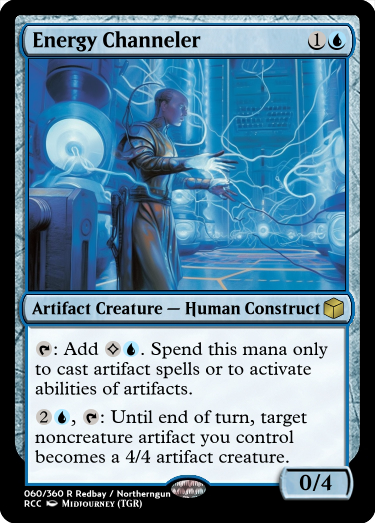 Energy Channeler 1
Artifact Creature — Human Construct
: Add . Spend this mana only
to cast artifact spells or to activate
abilities of artifacts.
2 , : Until end of turn, target
noncreature artifact you control
becomes a 4/4 artifact creature.
0/4
060/360 R Redbay / Northerngun
RCC Midjourney (TGR)